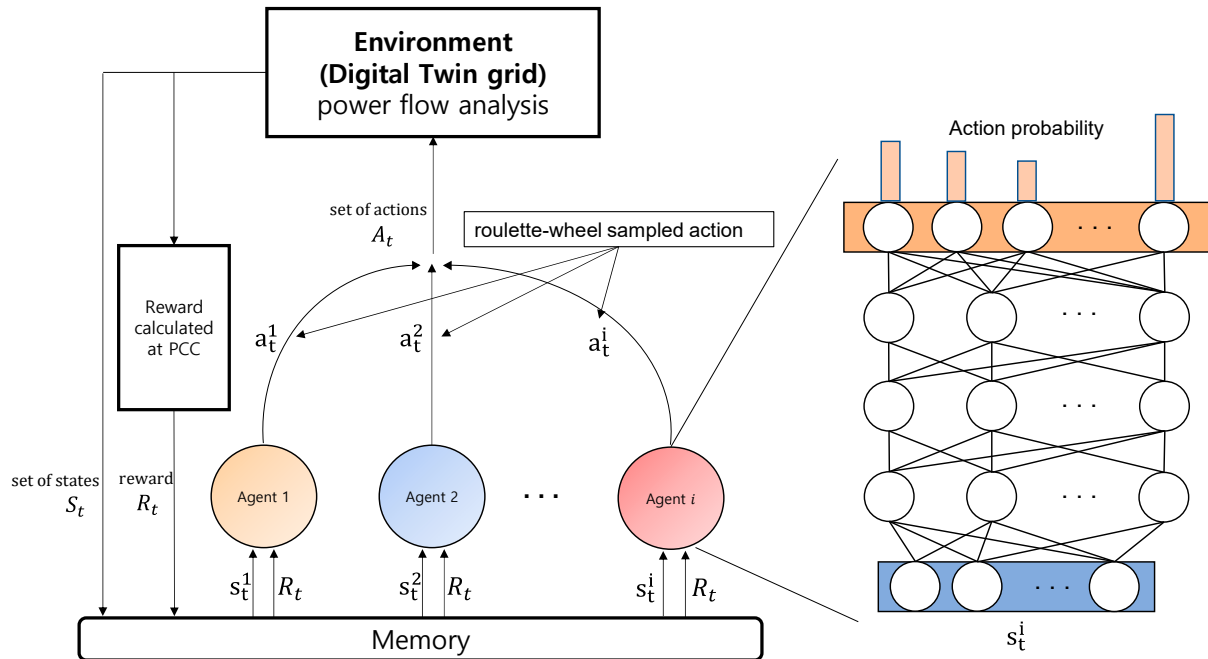 Environment
(Digital Twin grid)
power flow analysis
Action probability
set of actions
A_t
roulette-wheel sampled action
. . .
Reward
calculated
at PCC
a_t^1
a_t^2
a_t^i
. . .
. . .
set of states
S_t
reward
R_t
Agent 1
Agent 2
. . .
Agent i
. . .
s_t^1
R_t
s_t^2
R_t
s_t^i
R_t
. . .
Memory
s_t^i